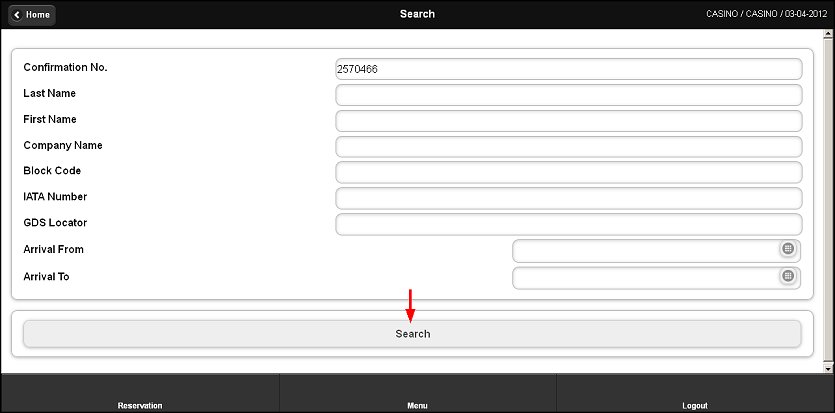 Home Search CASINO / CASINO / 03-04-2012
Confirmation No. 2570466
Last Name
First Name
Company Name
Block Code
IATA Number
GDS Locator
Arrival From
Arrival To
Search
Reservation Menu Logout